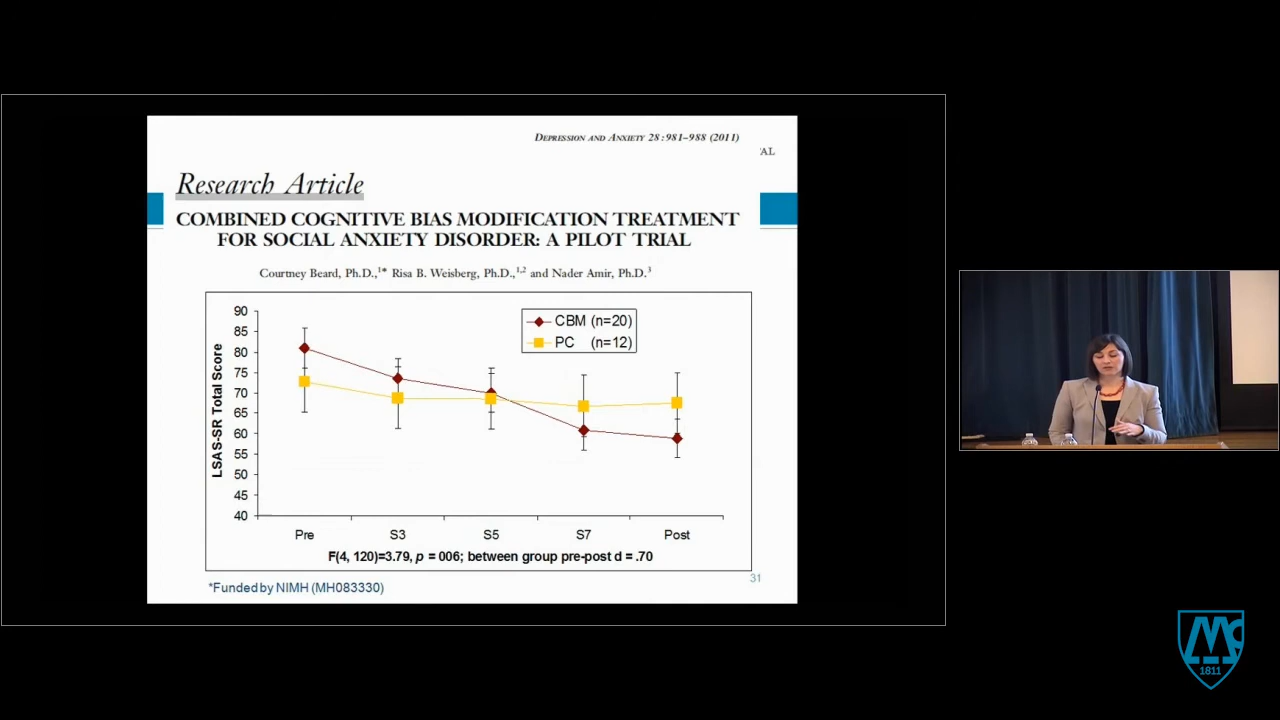 DEPRESSION AND ANXIETY 28:981–988 (2011)
'AL
Research Article
COMBINED COGNITIVE BIAS MODIFICATION TREATMENT
FOR SOCIAL ANXIETY DISORDER: A PILOT TRIAL
Courtney Beard, Ph.D.,1* Risa B. Weisberg, Ph.D.,1,2 and Nader Amir, Ph.D.3
LSAS-SR Total Score
90
85
80
75
70
65
60
55
50
45
40
CBM (n=20)
PC (n=12)
Pre S3 S5 S7 Post
F(4, 120)=3.79, p = 006; between group pre-post d = .70
31
*Funded by NIMH (MH083330)
Mc
1811